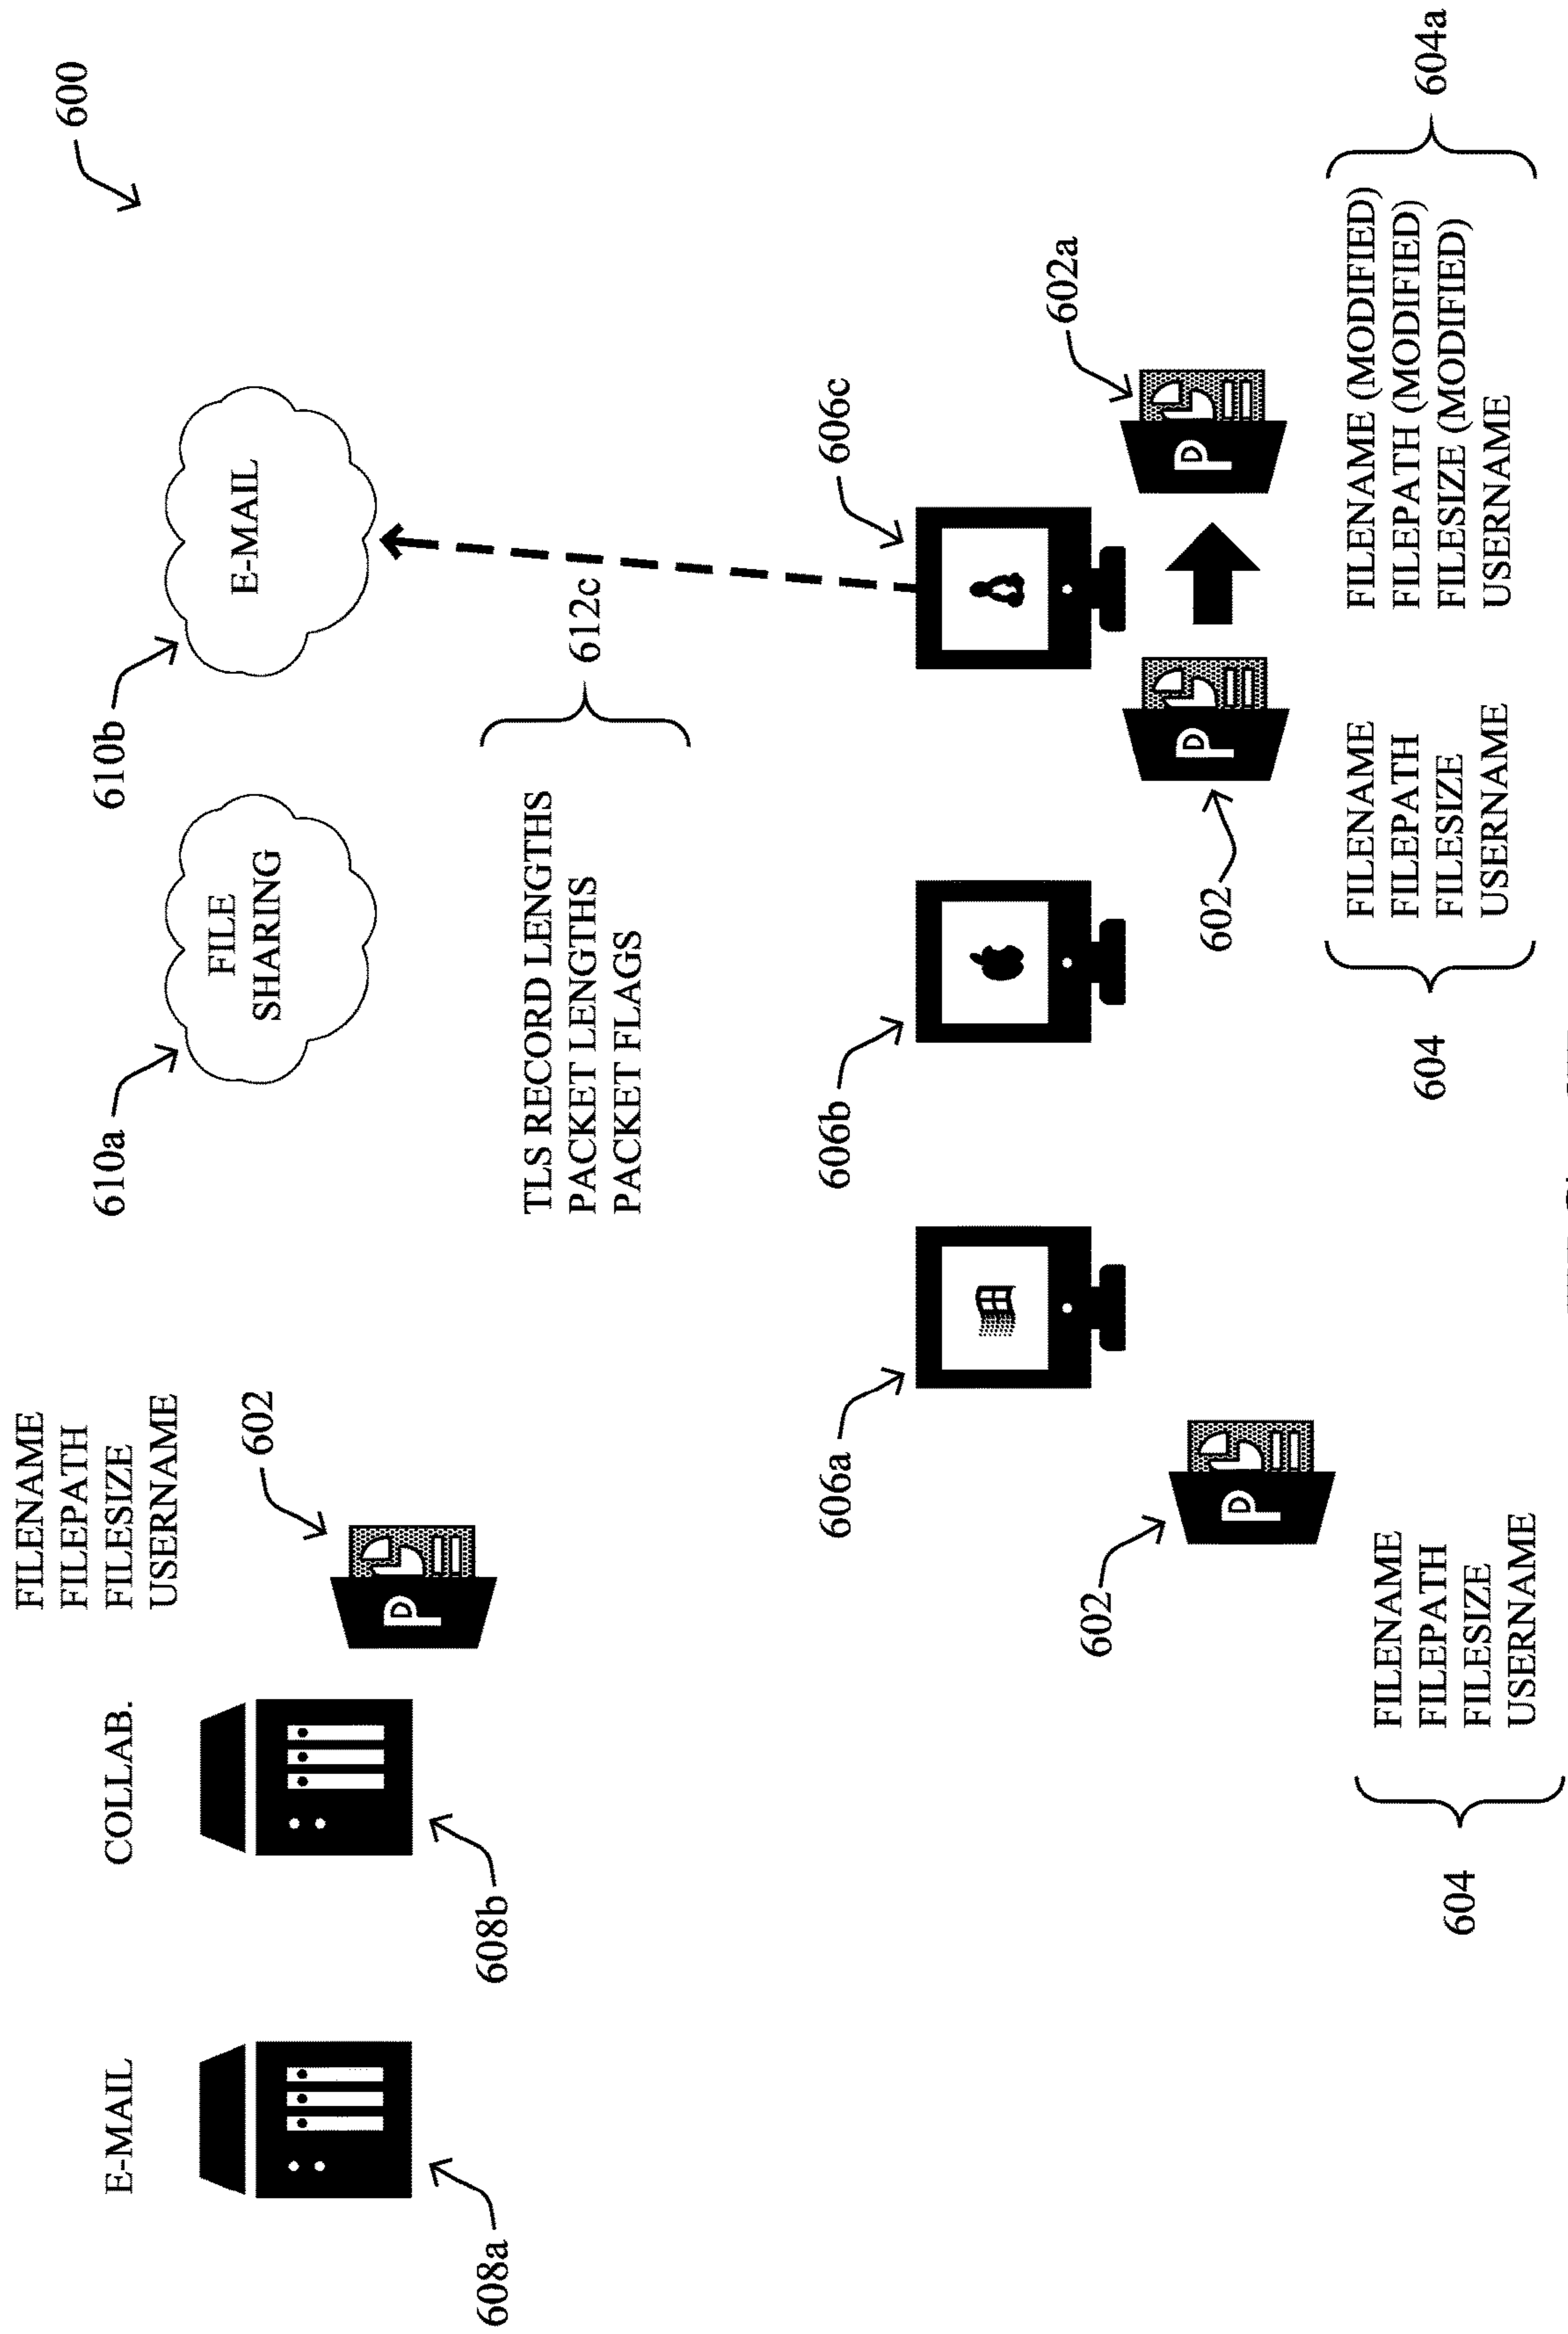 600
E-MAIL
COLLAB.
FILENAME
FILEPATH
FILESIZE
USERNAME
602
P
608a
608b
610a
FILE
SHARING
610b
E-MAIL
TLS RECORD LENGTHS
PACKET LENGTHS
PACKET FLAGS
612c
606a
606b
606c
602
P
602
P
602a
P
604
FILENAME
FILEPATH
FILESIZE
USERNAME
604
FILENAME
FILEPATH
FILESIZE
USERNAME
FILENAME (MODIFIED)
FILEPATH (MODIFIED)
FILESIZE (MODIFIED)
USERNAME
604a